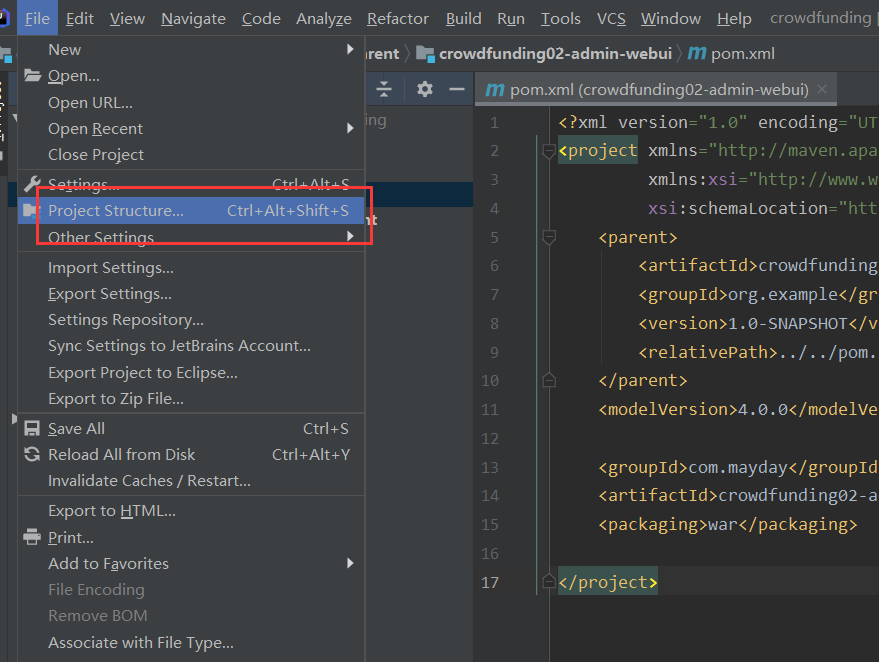 File Edit View Navigate Code Analyze Refactor Build Run Tools VCS Window Help crowdfunding
New
Open...
Open URL...
Open Recent
Close Project
Settings... Ctrl+Alt+S
Project Structure... Ctrl+Alt+Shift+S
Other Settings
Import Settings...
Export Settings...
Settings Repository...
Sync Settings to JetBrains Account...
Export Project to Eclipse...
Export to Zip File...
Save All Ctrl+S
Reload All from Disk Ctrl+Alt+Y
Invalidate Caches / Restart...
Export to HTML...
Print...
Add to Favorites
File Encoding
Remove BOM
Associate with File Type...
rent crowdfunding02-admin-webui m pom.xml
ing
nt
m pom.xml (crowdfunding02-admin-webui)
1 <?xml version="1.0" encoding="UT
2 <project xmlns="http://maven.apa
3 xmlns:xsi="http://www.w
4 xsi:schemaLocation="htt
5 <parent>
6 <artifactId>crowdfunding
7 <groupId>org.example</gr
8 <version>1.0-SNAPSHOT</v
9 <relativePath>../../pom.
10 </parent>
11 <modelVersion>4.0.0</modelVe
12
13 <groupId>com.mayday</groupId
14 <artifactId>crowdfunding02-a
15 <packaging>war</packaging>
16
17 </project>